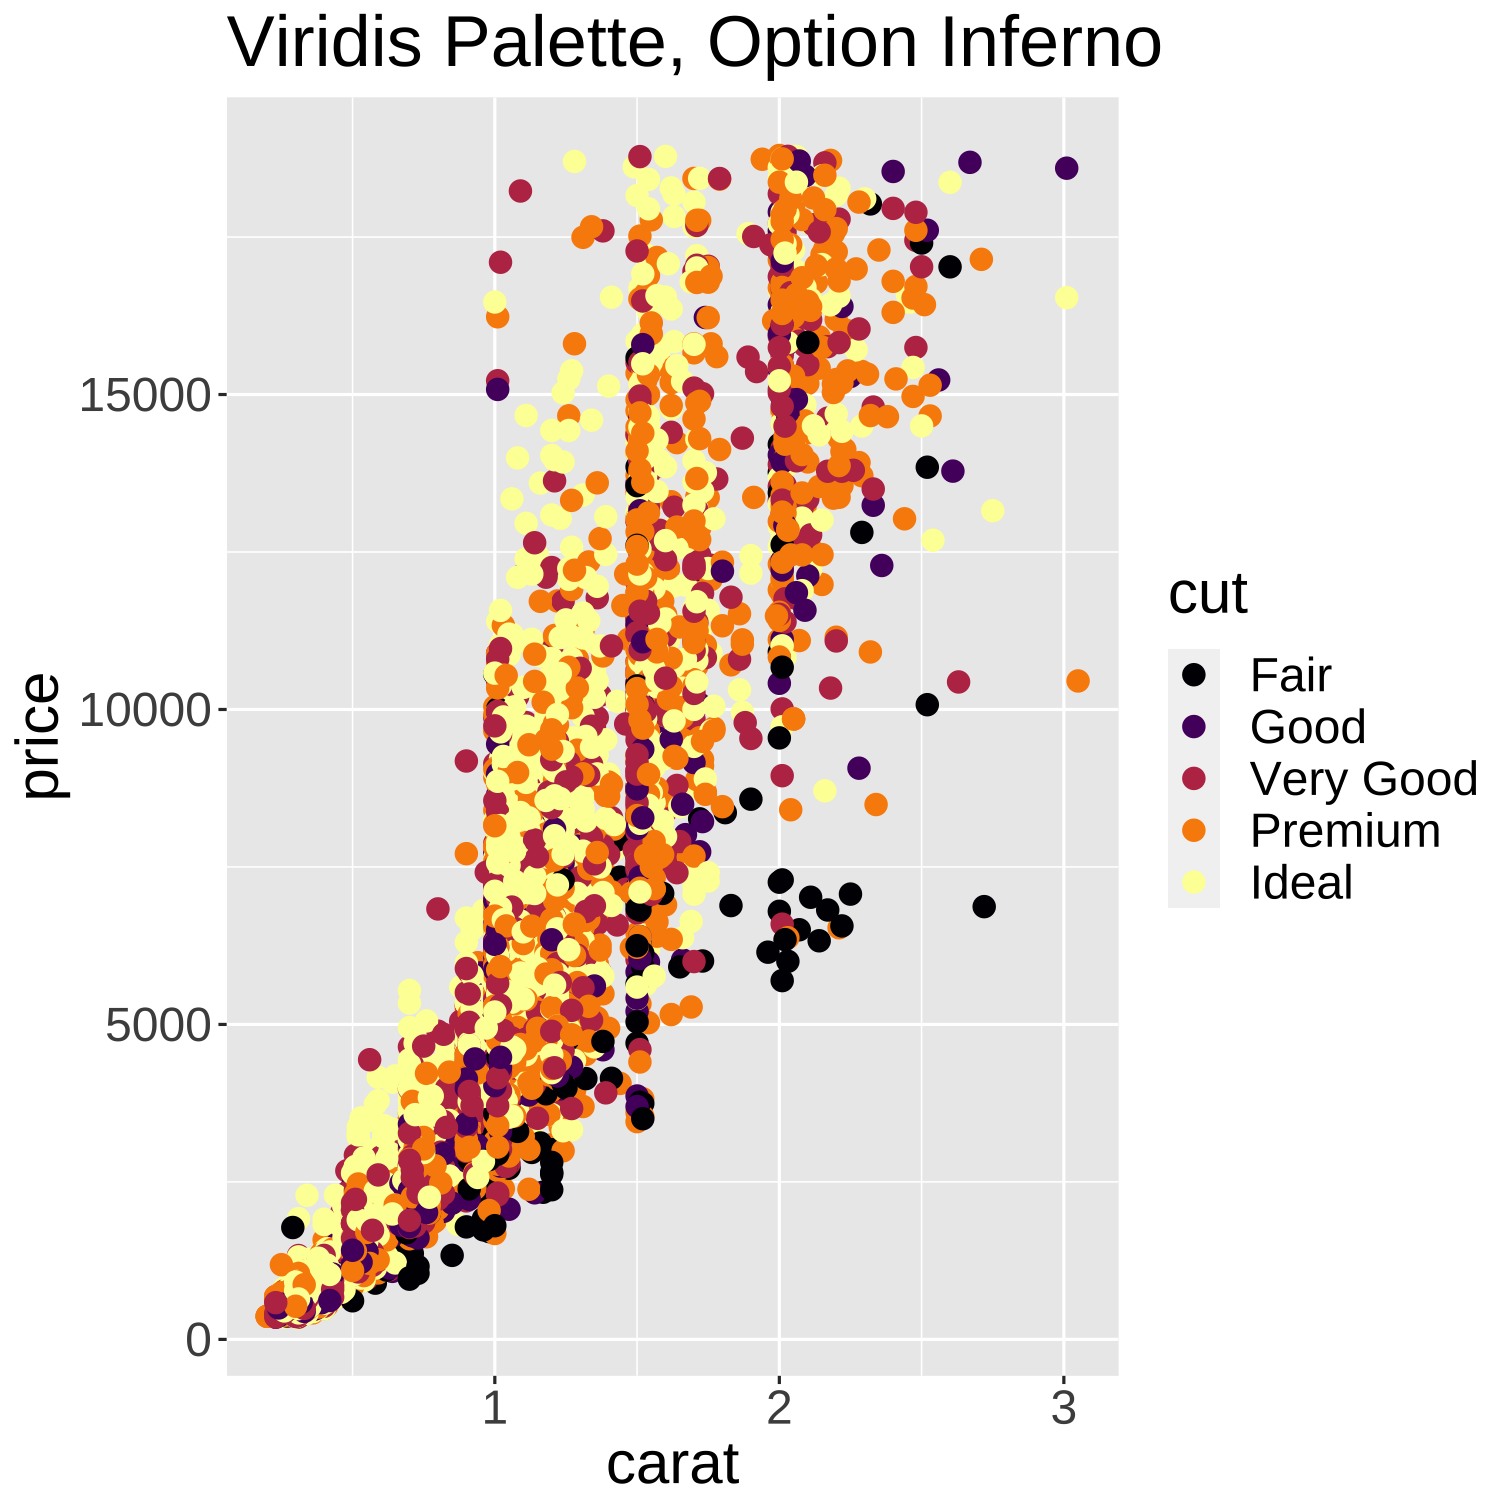 Viridis Palette, Option Inferno
price
15000
10000
5000
0
1
2
3
carat
cut
Fair
Good
Very Good
Premium
Ideal